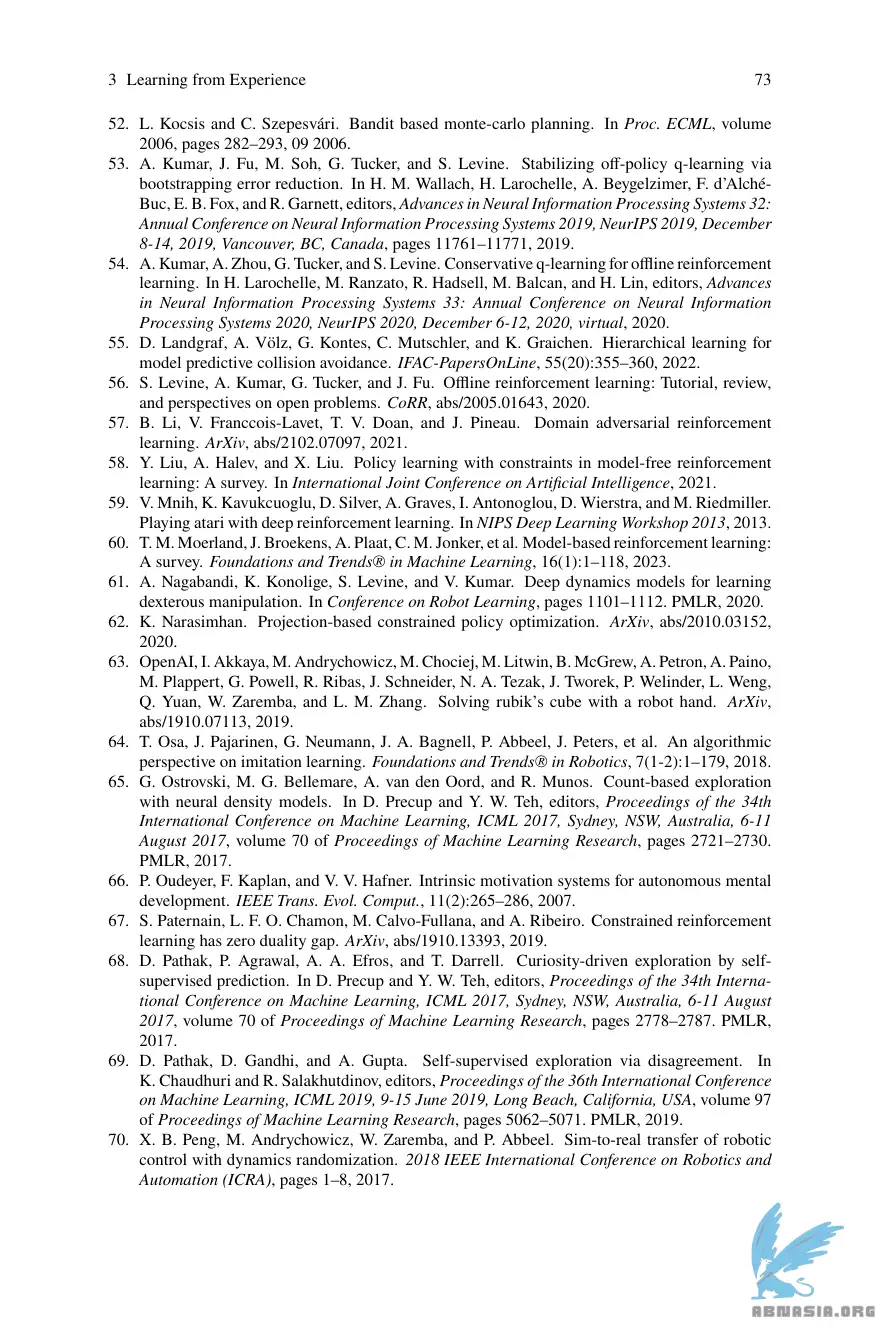 3 Learning from Experience 73
52. L. Kocsis and C. Szepesvári. Bandit based monte-carlo planning. In Proc. ECML, volume
2006, pages 282–293, 09 2006.
53. A. Kumar, J. Fu, M. Soh, G. Tucker, and S. Levine. Stabilizing off-policy q-learning via
bootstrapping error reduction. In H. M. Wallach, H. Larochelle, A. Beygelzimer, F. d'Alché-
Buc, E. B. Fox, and R. Garnett, editors, Advances in Neural Information Processing Systems 32:
Annual Conference on Neural Information Processing Systems 2019, NeurIPS 2019, December
8-14, 2019, Vancouver, BC, Canada, pages 11761–11771, 2019.
54. A. Kumar, A. Zhou, G. Tucker, and S. Levine. Conservative q-learning for offline reinforcement
learning. In H. Larochelle, M. Ranzato, R. Hadsell, M. Balcan, and H. Lin, editors, Advances
in Neural Information Processing Systems 33: Annual Conference on Neural Information
Processing Systems 2020, NeurIPS 2020, December 6-12, 2020, virtual, 2020.
55. D. Landgraf, A. Völz, G. Kontes, C. Mutschler, and K. Graichen. Hierarchical learning for
model predictive collision avoidance. IFAC-PapersOnLine, 55(20):355–360, 2022.
56. S. Levine, A. Kumar, G. Tucker, and J. Fu. Offline reinforcement learning: Tutorial, review,
and perspectives on open problems. CoRR, abs/2005.01643, 2020.
57. B. Li, V. Franccois-Lavet, T. V. Doan, and J. Pineau. Domain adversarial reinforcement
learning. ArXiv, abs/2102.07097, 2021.
58. Y. Liu, A. Halev, and X. Liu. Policy learning with constraints in model-free reinforcement
learning: A survey. In International Joint Conference on Artificial Intelligence, 2021.
59. V. Mnih, K. Kavukcuoglu, D. Silver, A. Graves, I. Antonoglou, D. Wierstra, and M. Riedmiller.
Playing atari with deep reinforcement learning. In NIPS Deep Learning Workshop 2013, 2013.
60. T. M. Moerland, J. Broekens, A. Plaat, C. M. Jonker, et al. Model-based reinforcement learning:
A survey. Foundations and Trends® in Machine Learning, 16(1):1–118, 2023.
61. A. Nagabandi, K. Konolige, S. Levine, and V. Kumar. Deep dynamics models for learning
dexterous manipulation. In Conference on Robot Learning, pages 1101–1112. PMLR, 2020.
62. K. Narasimhan. Projection-based constrained policy optimization. ArXiv, abs/2010.03152,
2020.
63. OpenAI, I. Akkaya, M. Andrychowicz, M. Chociej, M. Litwin, B. McGrew, A. Petron, A. Paino,
M. Plappert, G. Powell, R. Ribas, J. Schneider, N. A. Tezak, J. Tworek, P. Welinder, L. Weng,
Q. Yuan, W. Zaremba, and L. M. Zhang. Solving rubik's cube with a robot hand. ArXiv,
abs/1910.07113, 2019.
64. T. Osa, J. Pajarinen, G. Neumann, J. A. Bagnell, P. Abbeel, J. Peters, et al. An algorithmic
perspective on imitation learning. Foundations and Trends® in Robotics, 7(1-2):1–179, 2018.
65. G. Ostrovski, M. G. Bellemare, A. van den Oord, and R. Munos. Count-based exploration
with neural density models. In D. Precup and Y. W. Teh, editors, Proceedings of the 34th
International Conference on Machine Learning, ICML 2017, Sydney, NSW, Australia, 6-11
August 2017, volume 70 of Proceedings of Machine Learning Research, pages 2721–2730.
PMLR, 2017.
66. P. Oudeyer, F. Kaplan, and V. V. Hafner. Intrinsic motivation systems for autonomous mental
development. IEEE Trans. Evol. Comput., 11(2):265–286, 2007.
67. S. Paternain, L. F. O. Chamon, M. Calvo-Fullana, and A. Ribeiro. Constrained reinforcement
learning has zero duality gap. ArXiv, abs/1910.13393, 2019.
68. D. Pathak, P. Agrawal, A. A. Efros, and T. Darrell. Curiosity-driven exploration by self-
supervised prediction. In D. Precup and Y. W. Teh, editors, Proceedings of the 34th Interna-
tional Conference on Machine Learning, ICML 2017, Sydney, NSW, Australia, 6-11 August
2017, volume 70 of Proceedings of Machine Learning Research, pages 2778–2787. PMLR,
2017.
69. D. Pathak, D. Gandhi, and A. Gupta. Self-supervised exploration via disagreement. In
K. Chaudhuri and R. Salakhutdinov, editors, Proceedings of the 36th International Conference
on Machine Learning, ICML 2019, 9-15 June 2019, Long Beach, California, USA, volume 97
of Proceedings of Machine Learning Research, pages 5062–5071. PMLR, 2019.
70. X. B. Peng, M. Andrychowicz, W. Zaremba, and P. Abbeel. Sim-to-real transfer of robotic
control with dynamics randomization. 2018 IEEE International Conference on Robotics and
Automation (ICRA), pages 1–8, 2017.
ABNASIA.ORG